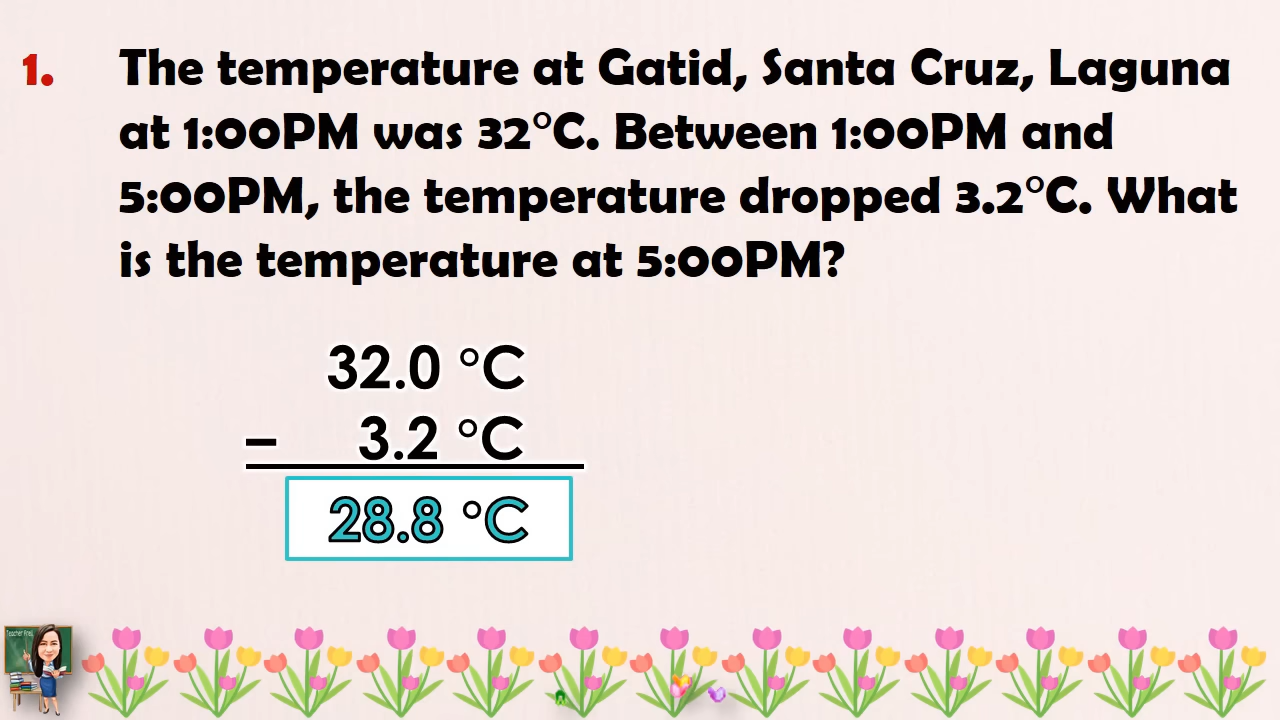 1. The temperature at Gatid, Santa Cruz, Laguna
at 1:00PM was 32°C. Between 1:00PM and
5:00PM, the temperature dropped 3.2°C. What
is the temperature at 5:00PM?
32.0 °C
– 3.2 °C
28.8 °C